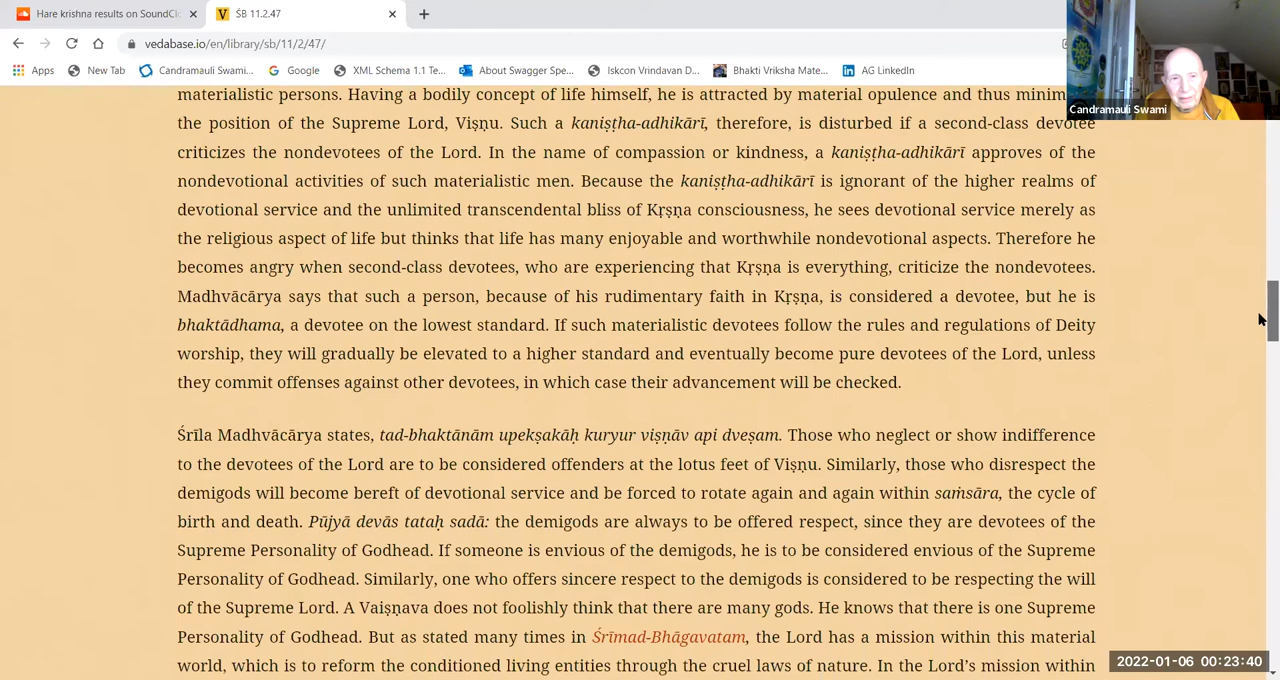 Hare krishna results on SoundCl
ŚB 11.2.47
vedabase.io/en/library/sb/11/2/47/
Apps New Tab Candramauli Swami... Google XML Schema 1.1 Te... About Swagger Spe... Iskcon Vrindavan D... Bhakti Vriksha Mate... AG LinkedIn
Candramauli Swami
materialistic persons. Having a bodily concept of life himself, he is attracted by material opulence and thus minim
the position of the Supreme Lord, Viṣṇu. Such a kaniṣṭha-adhikārī, therefore, is disturbed if a second-class devotee
criticizes the nondevotees of the Lord. In the name of compassion or kindness, a kaniṣṭha-adhikārī approves of the
nondevotional activities of such materialistic men. Because the kaniṣṭha-adhikārī is ignorant of the higher realms of
devotional service and the unlimited transcendental bliss of Kṛṣṇa consciousness, he sees devotional service merely as
the religious aspect of life but thinks that life has many enjoyable and worthwhile nondevotional aspects. Therefore he
becomes angry when second-class devotees, who are experiencing that Kṛṣṇa is everything, criticize the nondevotees.
Madhvācārya says that such a person, because of his rudimentary faith in Kṛṣṇa, is considered a devotee, but he is
bhaktādhama, a devotee on the lowest standard. If such materialistic devotees follow the rules and regulations of Deity
worship, they will gradually be elevated to a higher standard and eventually become pure devotees of the Lord, unless
they commit offenses against other devotees, in which case their advancement will be checked.
Śrīla Madhvācārya states, tad-bhaktānām upekṣakāḥ kuryur viṣṇāv api dveṣam. Those who neglect or show indifference
to the devotees of the Lord are to be considered offenders at the lotus feet of Viṣṇu. Similarly, those who disrespect the
demigods will become bereft of devotional service and be forced to rotate again and again within saṁsāra, the cycle of
birth and death. Pūjyā devās tataḥ sadā: the demigods are always to be offered respect, since they are devotees of the
Supreme Personality of Godhead. If someone is envious of the demigods, he is to be considered envious of the Supreme
Personality of Godhead. Similarly, one who offers sincere respect to the demigods is considered to be respecting the will
of the Supreme Lord. A Vaiṣṇava does not foolishly think that there are many gods. He knows that there is one Supreme
Personality of Godhead. But as stated many times in Śrīmad-Bhāgavatam, the Lord has a mission within this material
world, which is to reform the conditioned living entities through the cruel laws of nature. In the Lord's mission within
2022-01-06 00:23:40